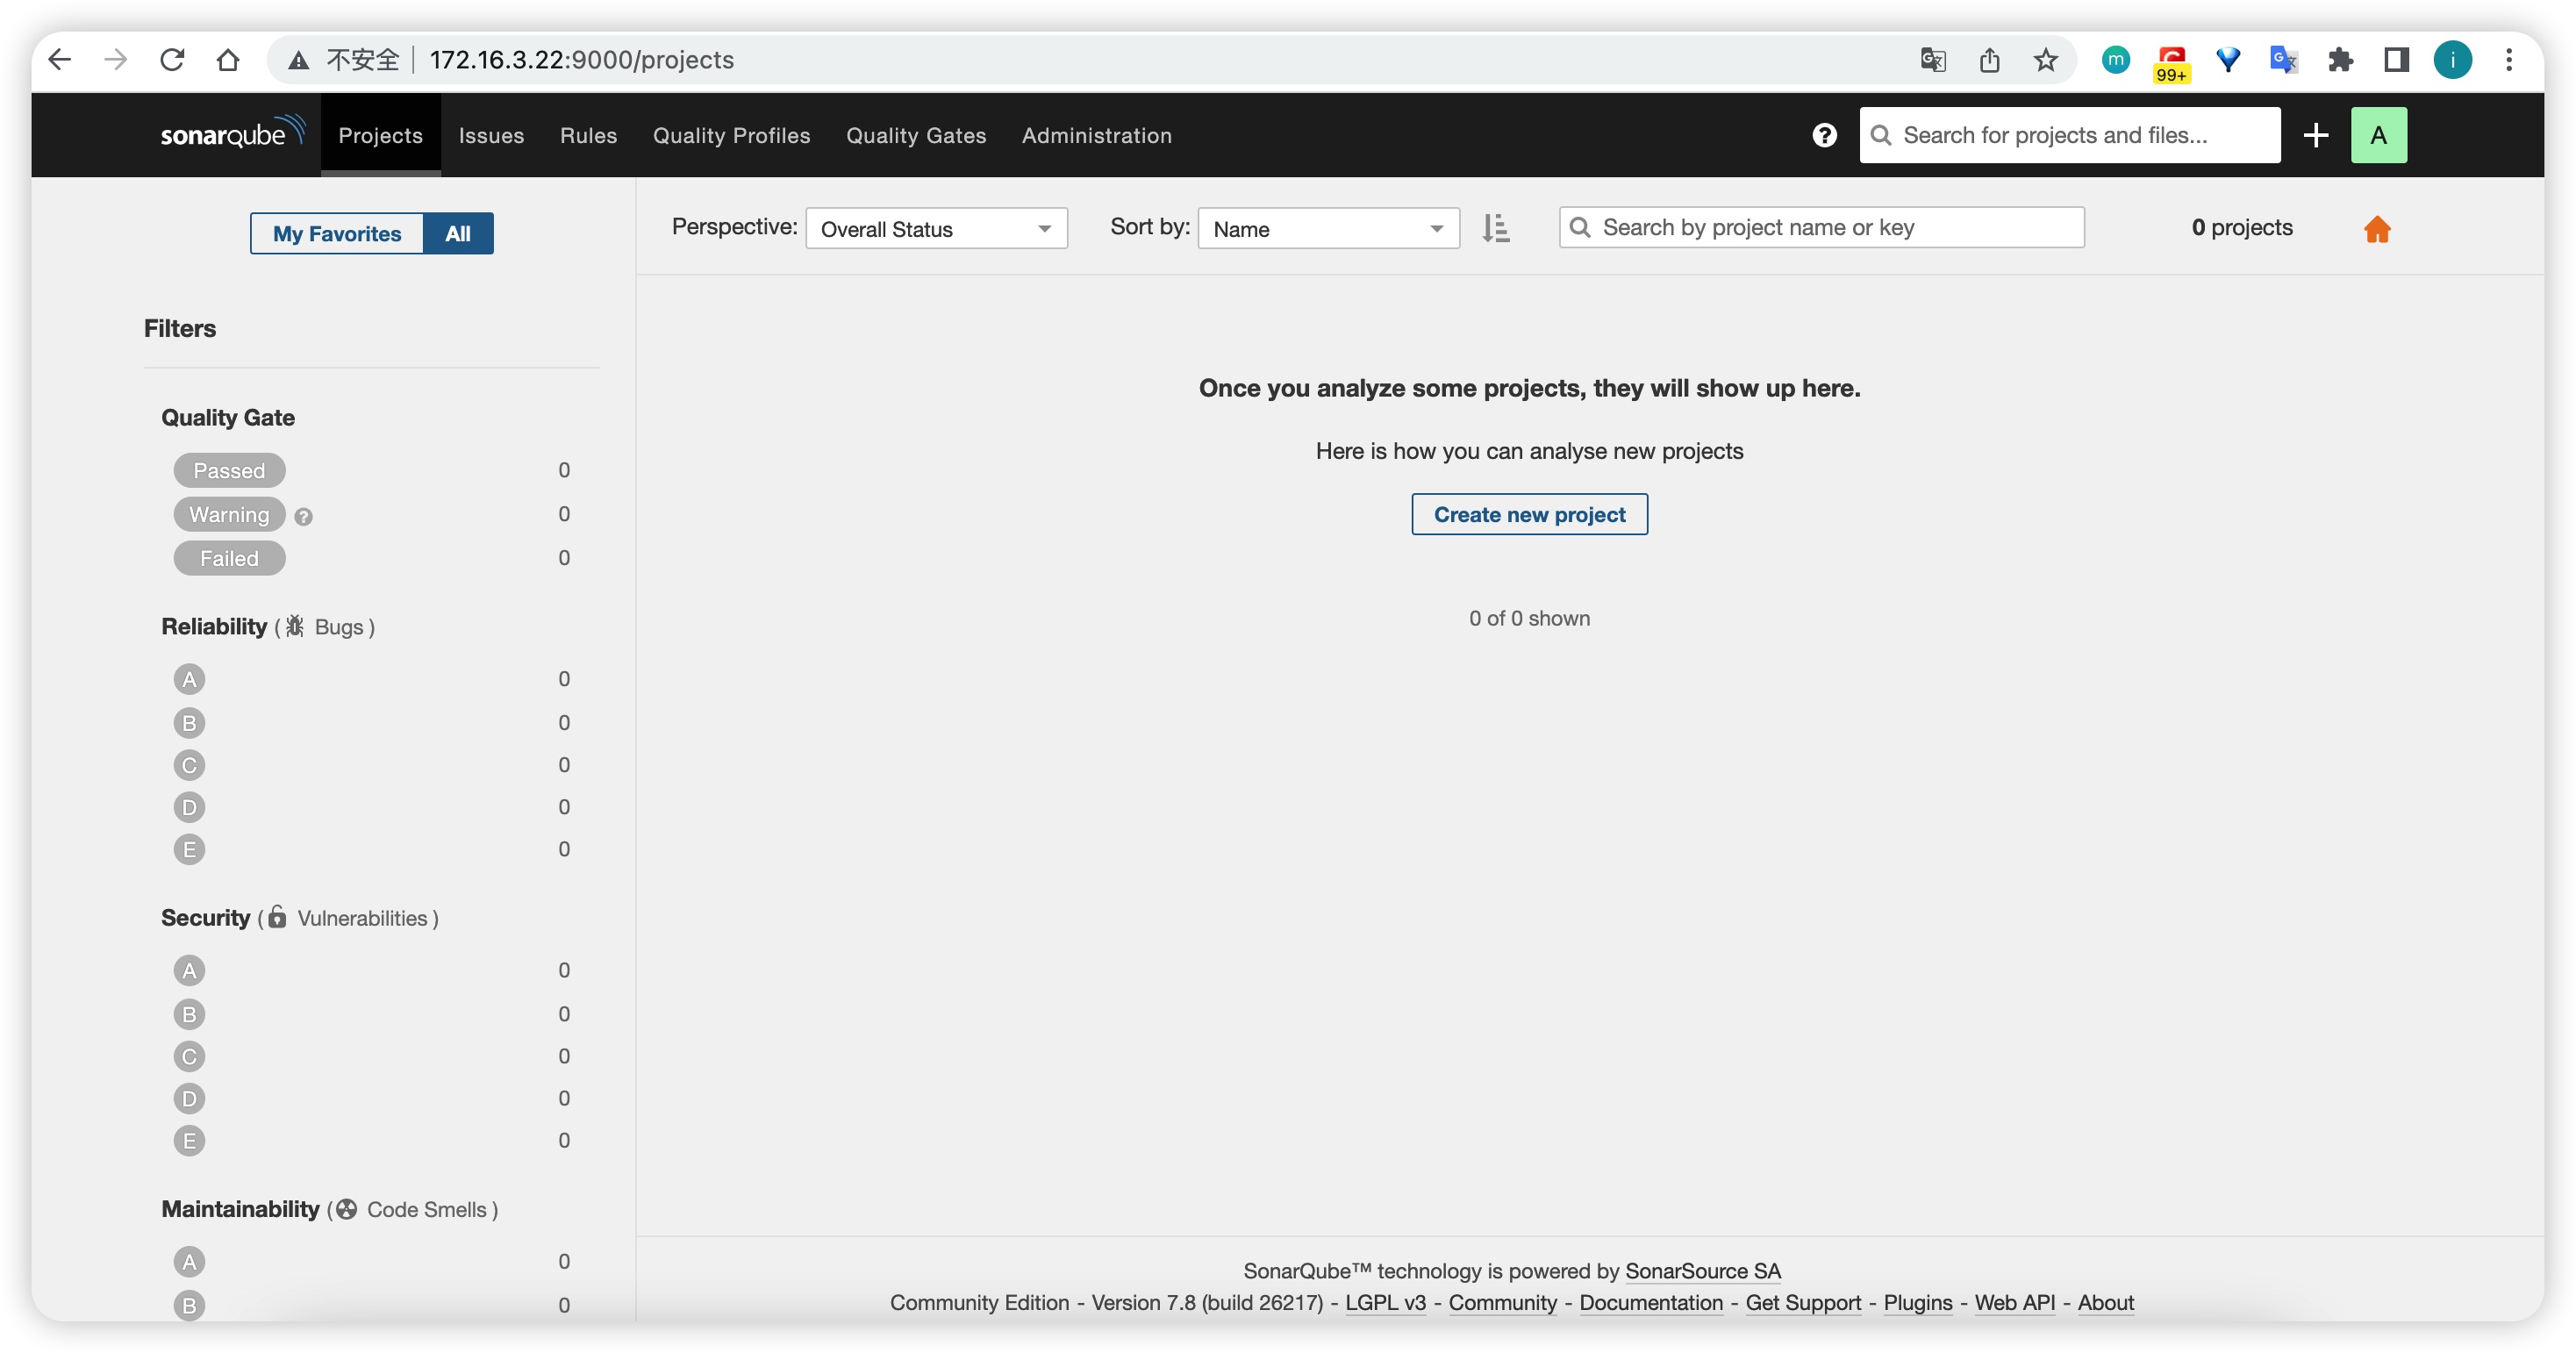 不安全 172.16.3.22:9000/projects
m 99+ i
sonarqube Projects Issues Rules Quality Profiles Quality Gates Administration ? Search for projects and files... A
My Favorites All
Perspective: Overall Status Sort by: Name Search by project name or key 0 projects
Filters
Quality Gate
Passed 0
Warning ? 0
Failed 0
Reliability ( Bugs )
A 0
B 0
C 0
D 0
E 0
Security ( Vulnerabilities )
A 0
B 0
C 0
D 0
E 0
Maintainability ( Code Smells )
A 0
B 0
Once you analyze some projects, they will show up here.
Here is how you can analyse new projects
Create new project
0 of 0 shown
SonarQube™ technology is powered by SonarSource SA
Community Edition - Version 7.8 (build 26217) - LGPL v3 - Community - Documentation - Get Support - Plugins - Web API - About